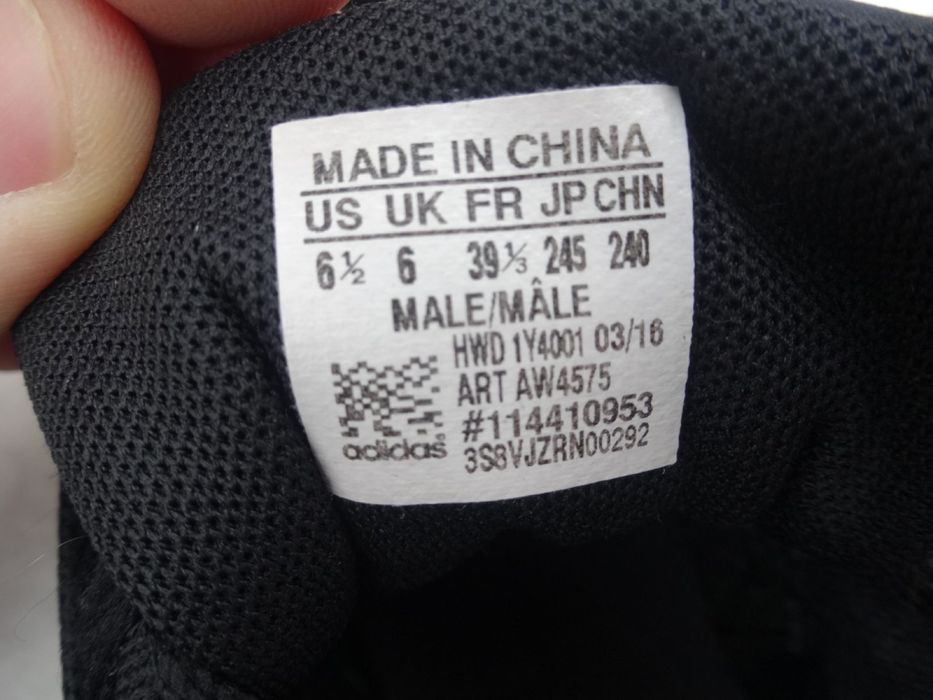 MADE IN CHINA
US UK FR JP CHN
6½ 6 39⅓ 245 240
MALE/MÂLE
HWD 1Y4001 03/16
ART AW4575
#114410953
3S8VJZRN00292
adidas